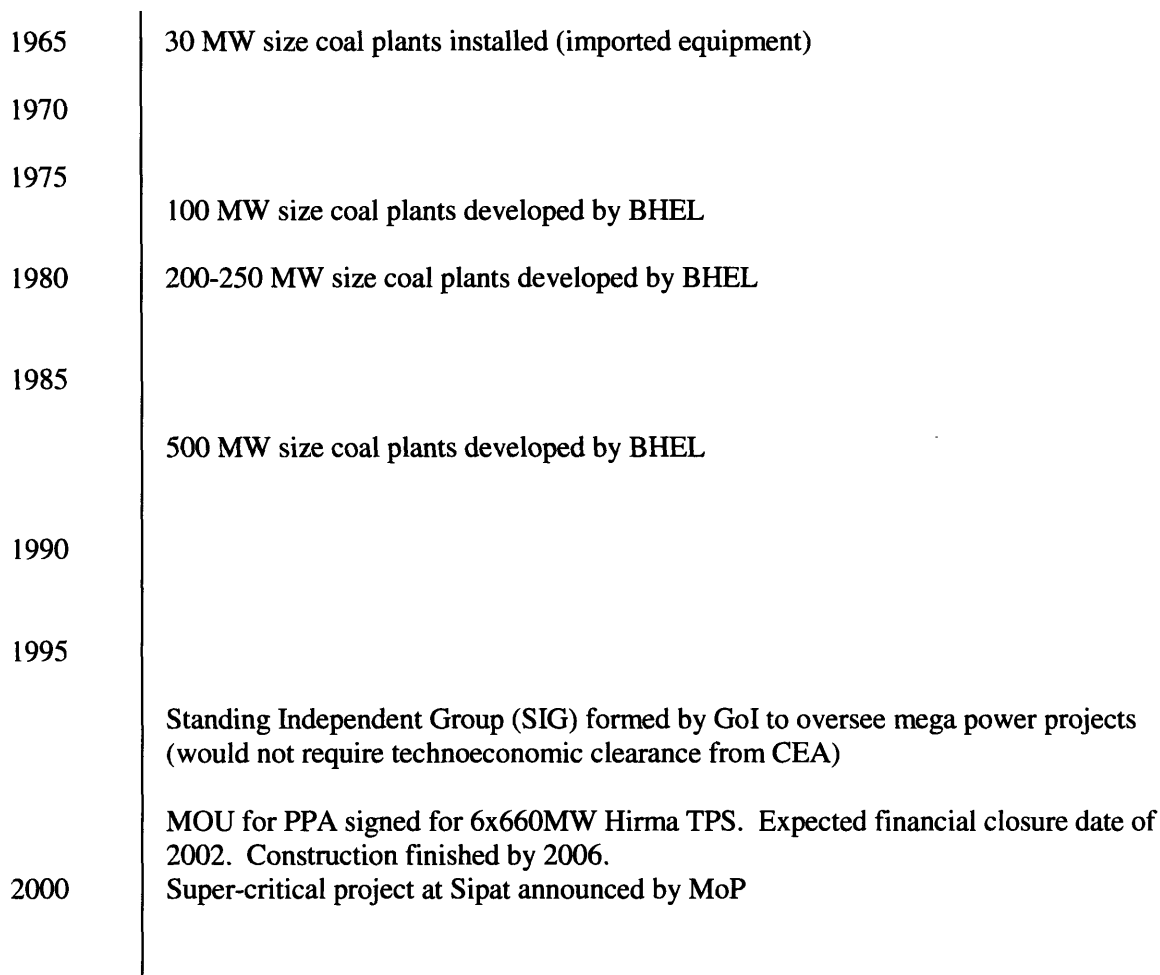 1965 30 MW size coal plants installed (imported equipment)
1970
1975
100 MW size coal plants developed by BHEL
1980 200-250 MW size coal plants developed by BHEL
1985
500 MW size coal plants developed by BHEL
1990
1995
Standing Independent Group (SIG) formed by GoI to oversee mega power projects
(would not require technoeconomic clearance from CEA)
MOU for PPA signed for 6x660MW Hirma TPS. Expected financial closure date of
2002. Construction finished by 2006.
2000 Super-critical project at Sipat announced by MoP